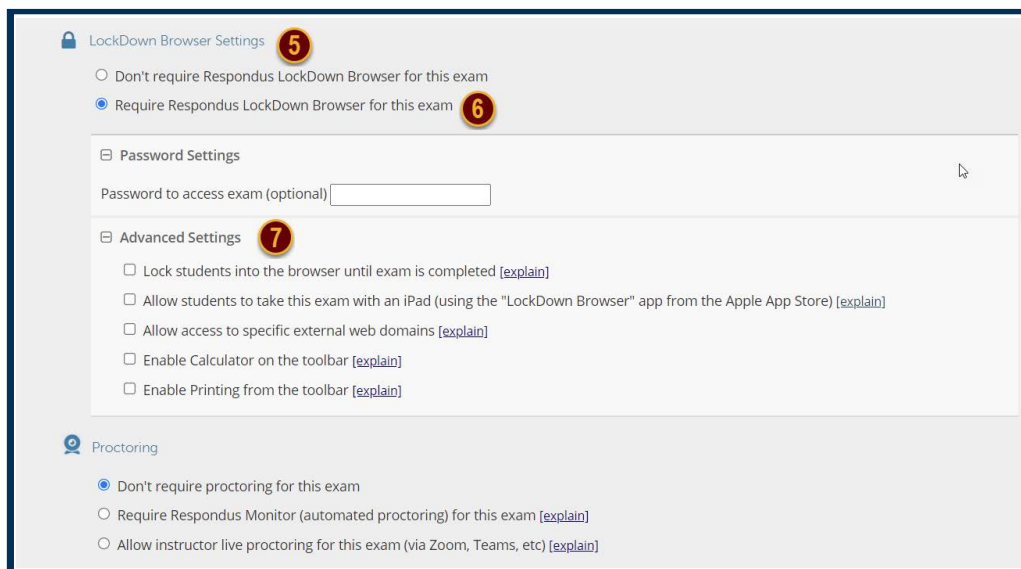 LockDown Browser Settings 5
Don't require Respondus LockDown Browser for this exam
Require Respondus LockDown Browser for this exam 6
Password Settings
Password to access exam (optional)
Advanced Settings 7
Lock students into the browser until exam is completed [explain]
Allow students to take this exam with an iPad (using the "LockDown Browser" app from the Apple App Store) [explain]
Allow access to specific external web domains [explain]
Enable Calculator on the toolbar [explain]
Enable Printing from the toolbar [explain]
Proctoring
Don't require proctoring for this exam
Require Respondus Monitor (automated proctoring) for this exam [explain]
Allow instructor live proctoring for this exam (via Zoom, Teams, etc) [explain]